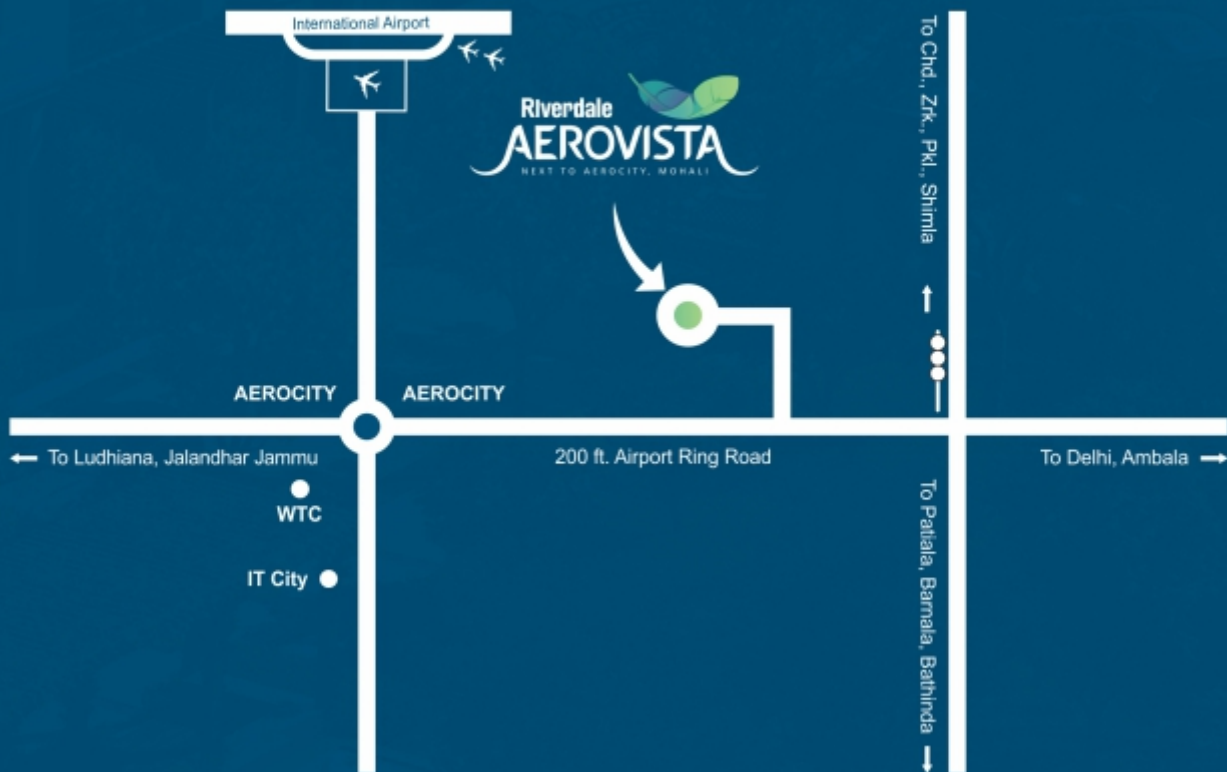 International Airport
Riverdale
AEROVISTA
NEXT TO AEROCITY, MOHALI
To Chd., Zrk., Pkl., Shimla
AEROCITY
AEROCITY
To Ludhiana, Jalandhar Jammu
200 ft. Airport Ring Road
To Delhi, Ambala
WTC
IT City
To Patiala, Barnala, Bathinda